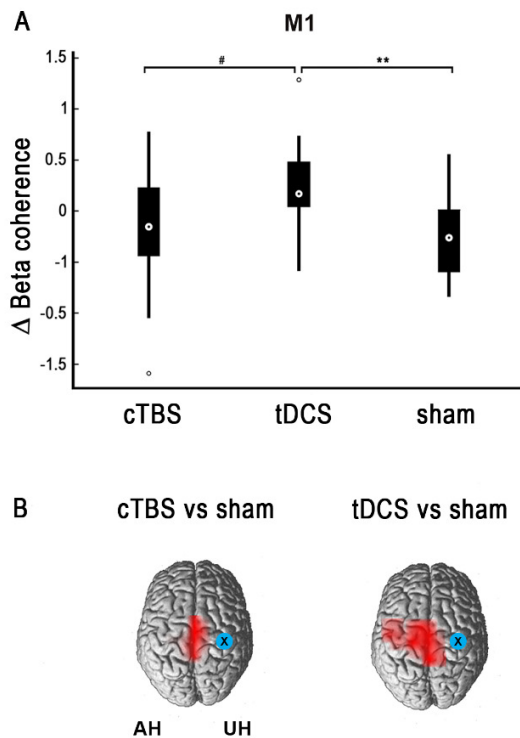 A
M1
1.5
# **
1
0.5
0
-1
-0.5
-1.5
Δ Beta coherence
cTBS tDCS sham
B
cTBS vs sham tDCS vs sham
X X
AH UH